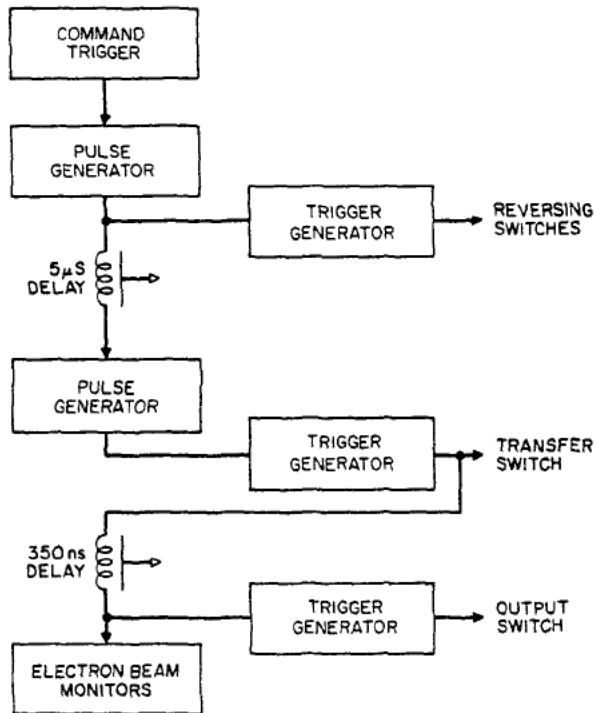 COMMAND
TRIGGER
PULSE
GENERATOR
TRIGGER
GENERATOR
REVERSING
SWITCHES
5μS
DELAY
PULSE
GENERATOR
TRIGGER
GENERATOR
TRANSFER
SWITCH
350ns
DELAY
TRIGGER
GENERATOR
OUTPUT
SWITCH
ELECTRON BEAM
MONITORS